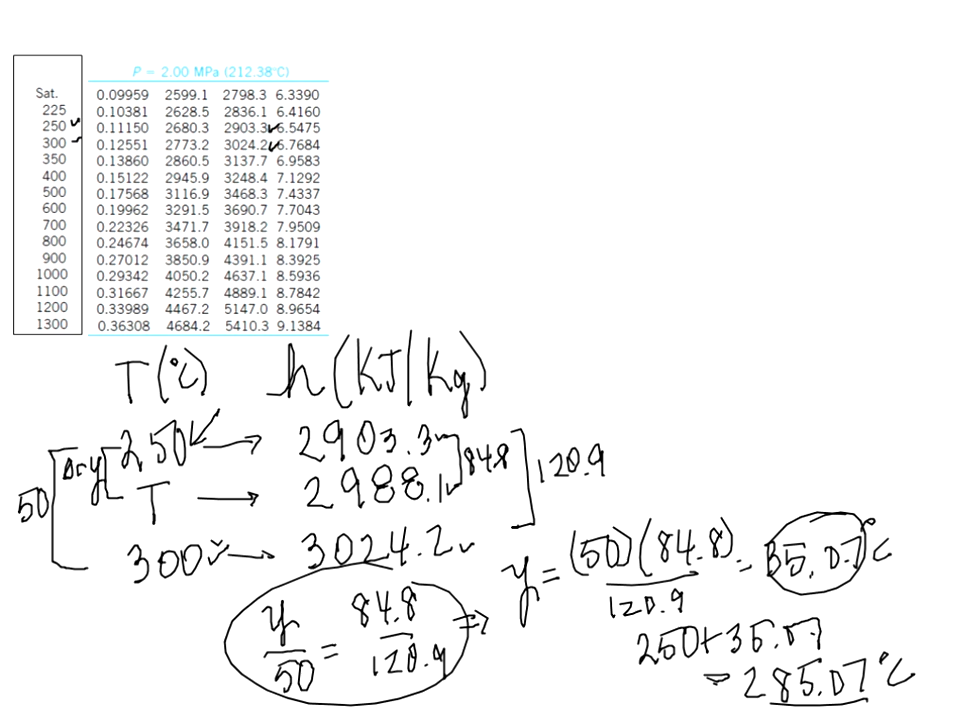 P = 2.00 MPa (212.38°C)
Sat. 0.09959 2599.1 2798.3 6.3390
225 0.10381 2628.5 2836.1 6.4160
250 0.11150 2680.3 2903.3 6.5475
300 0.12551 2773.2 3024.2 6.7684
350 0.13860 2860.5 3137.7 6.9583
400 0.15122 2945.9 3248.4 7.1292
500 0.17568 3116.9 3468.3 7.4337
600 0.19962 3291.5 3690.7 7.7043
700 0.22326 3471.7 3918.2 7.9509
800 0.24674 3658.0 4151.5 8.1791
900 0.27012 3850.9 4391.1 8.3925
1000 0.29342 4050.2 4637.1 8.5936
1100 0.31667 4255.7 4889.1 8.7842
1200 0.33989 4467.2 5147.0 8.9654
1300 0.36308 4684.2 5410.3 9.1384
T(°C) h(KJ/Kg)
250 → 2903.3
50 y T → 2988.1 84.8 120.9
300 → 3024.2
y/50 = 84.8/120.9 ⇒ y = (50)(84.8)/120.9 = 35.07°C
250+35.07
= 285.07°C